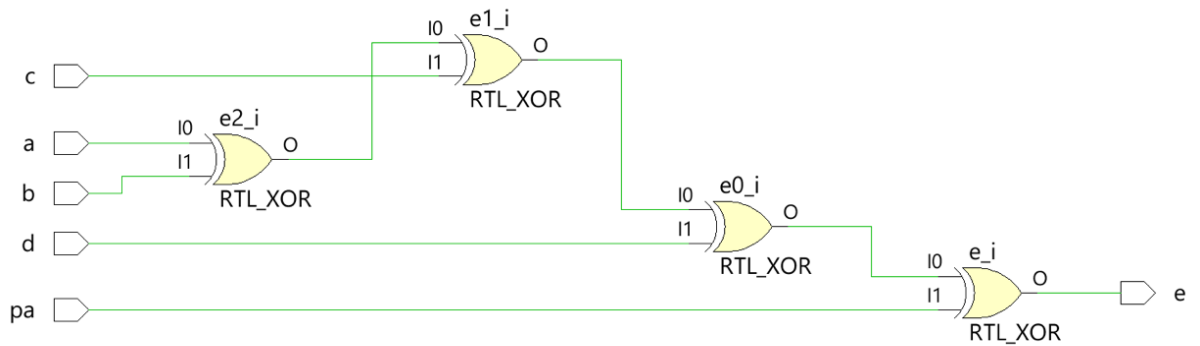 e1_i
I0
O
I1
c
RTL_XOR
e2_i
a
I0
O
I1
b
RTL_XOR
e0_i
I0
O
d
I1
RTL_XOR
e_i
I0
O
I1
e
pa
RTL_XOR